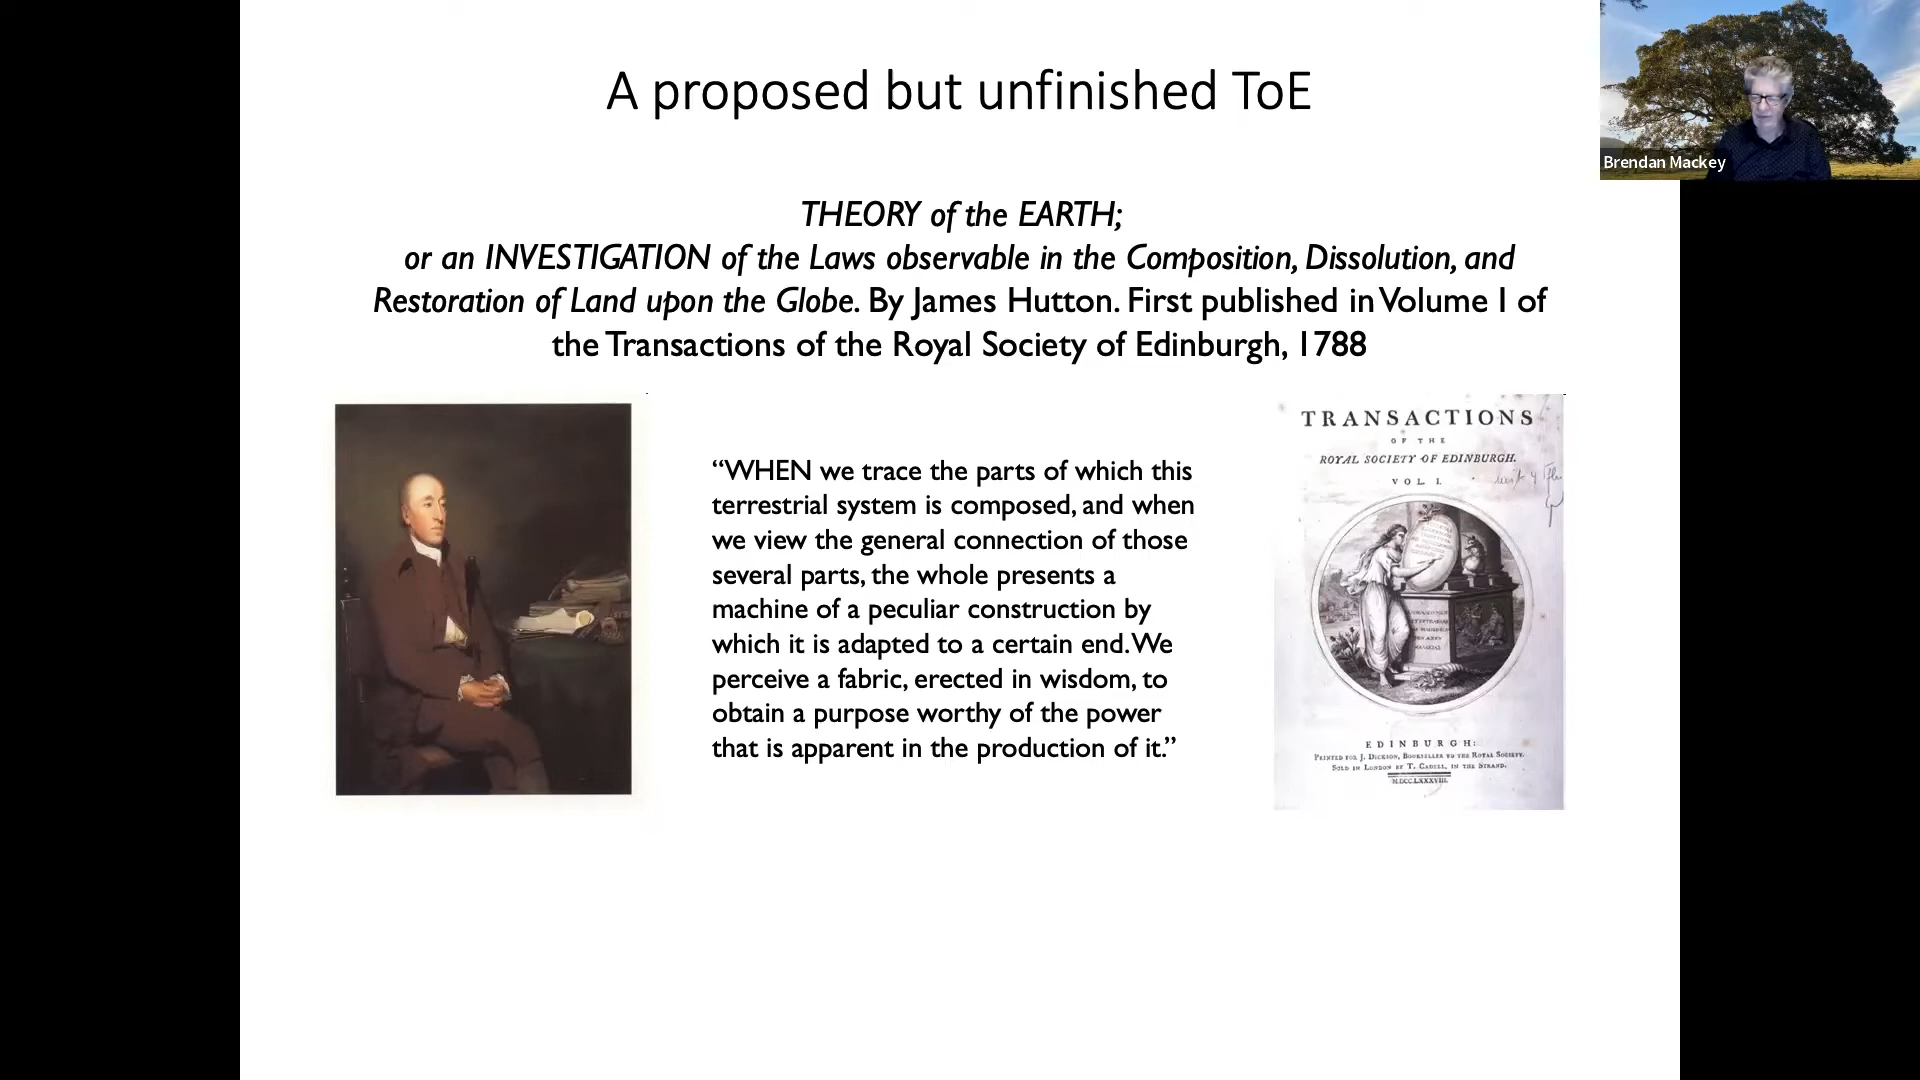 A proposed but unfinished ToE
Brendan Mackey
THEORY of the EARTH;
or an INVESTIGATION of the Laws observable in the Composition, Dissolution, and
Restoration of Land upon the Globe. By James Hutton. First published in Volume I of
the Transactions of the Royal Society of Edinburgh, 1788
“WHEN we trace the parts of which this
terrestrial system is composed, and when
we view the general connection of those
several parts, the whole presents a
machine of a peculiar construction by
which it is adapted to a certain end. We
perceive a fabric, erected in wisdom, to
obtain a purpose worthy of the power
that is apparent in the production of it.”
TRANSACTIONS
OF THE
ROYAL SOCIETY OF EDINBURGH.
VOL. I.
EDINBURGH:
PRINTED FOR J. DICKSON, BOOKSELLER TO THE ROYAL SOCIETY.
SOLD IN LONDON BY T. CADELL, IN THE STRAND.
M.DCC.LXXXVIII.